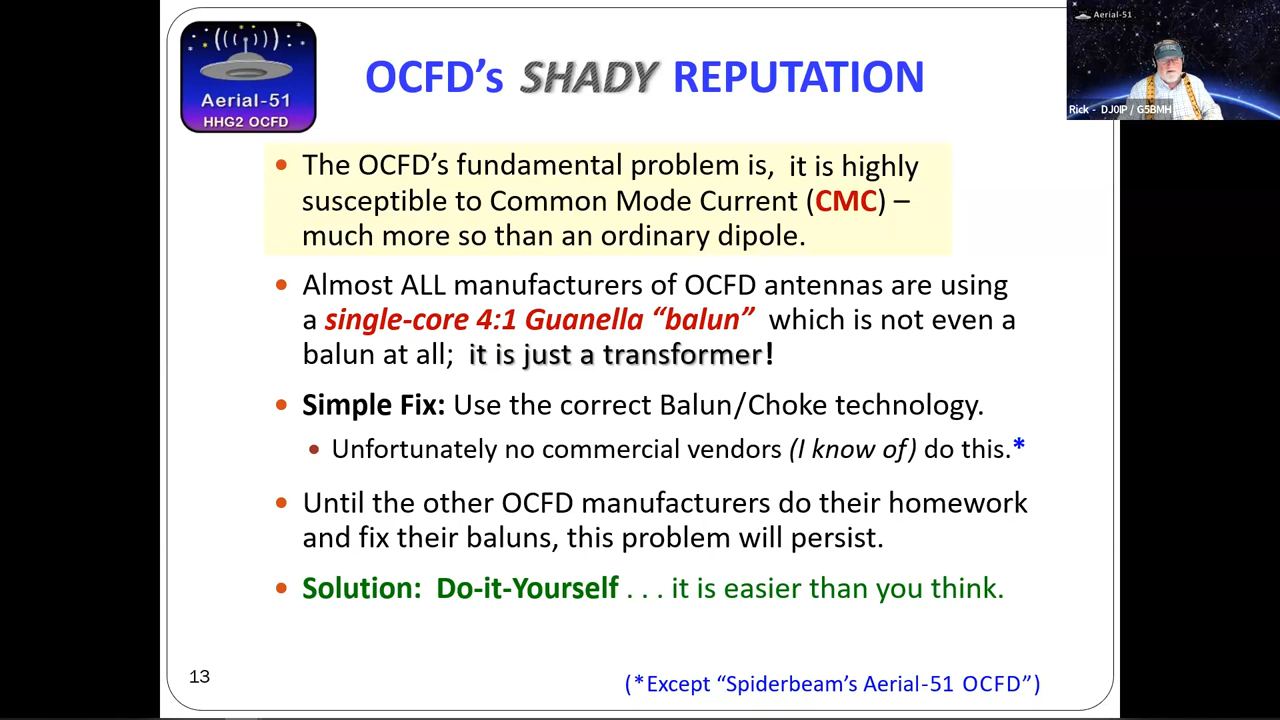 Aerial-51
HHG2 OCFD
OCFD's SHADY REPUTATION
Aerial-51
Rick - DJ0IP / G5BMH
• The OCFD's fundamental problem is, it is highly
susceptible to Common Mode Current (CMC) –
much more so than an ordinary dipole.
• Almost ALL manufacturers of OCFD antennas are using
a single-core 4:1 Guanella “balun” which is not even a
balun at all; it is just a transformer!
• Simple Fix: Use the correct Balun/Choke technology.
• Unfortunately no commercial vendors (I know of) do this.*
• Until the other OCFD manufacturers do their homework
and fix their baluns, this problem will persist.
• Solution: Do-it-Yourself . . . it is easier than you think.
13
(*Except “Spiderbeam's Aerial-51 OCFD”)